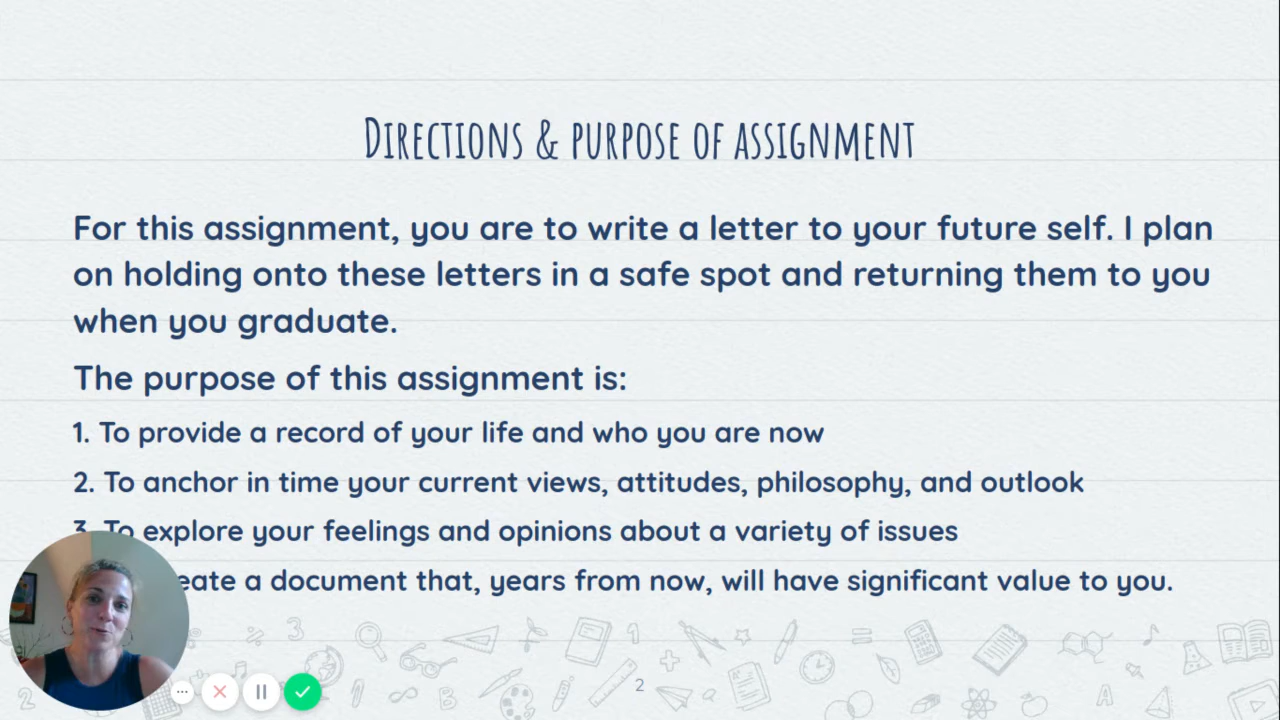 Directions & purpose of assignment
For this assignment, you are to write a letter to your future self. I plan
on holding onto these letters in a safe spot and returning them to you
when you graduate.
The purpose of this assignment is:
1. To provide a record of your life and who you are now
2. To anchor in time your current views, attitudes, philosophy, and outlook
3. To explore your feelings and opinions about a variety of issues
a document that, years from now, will have significant value to you.
2